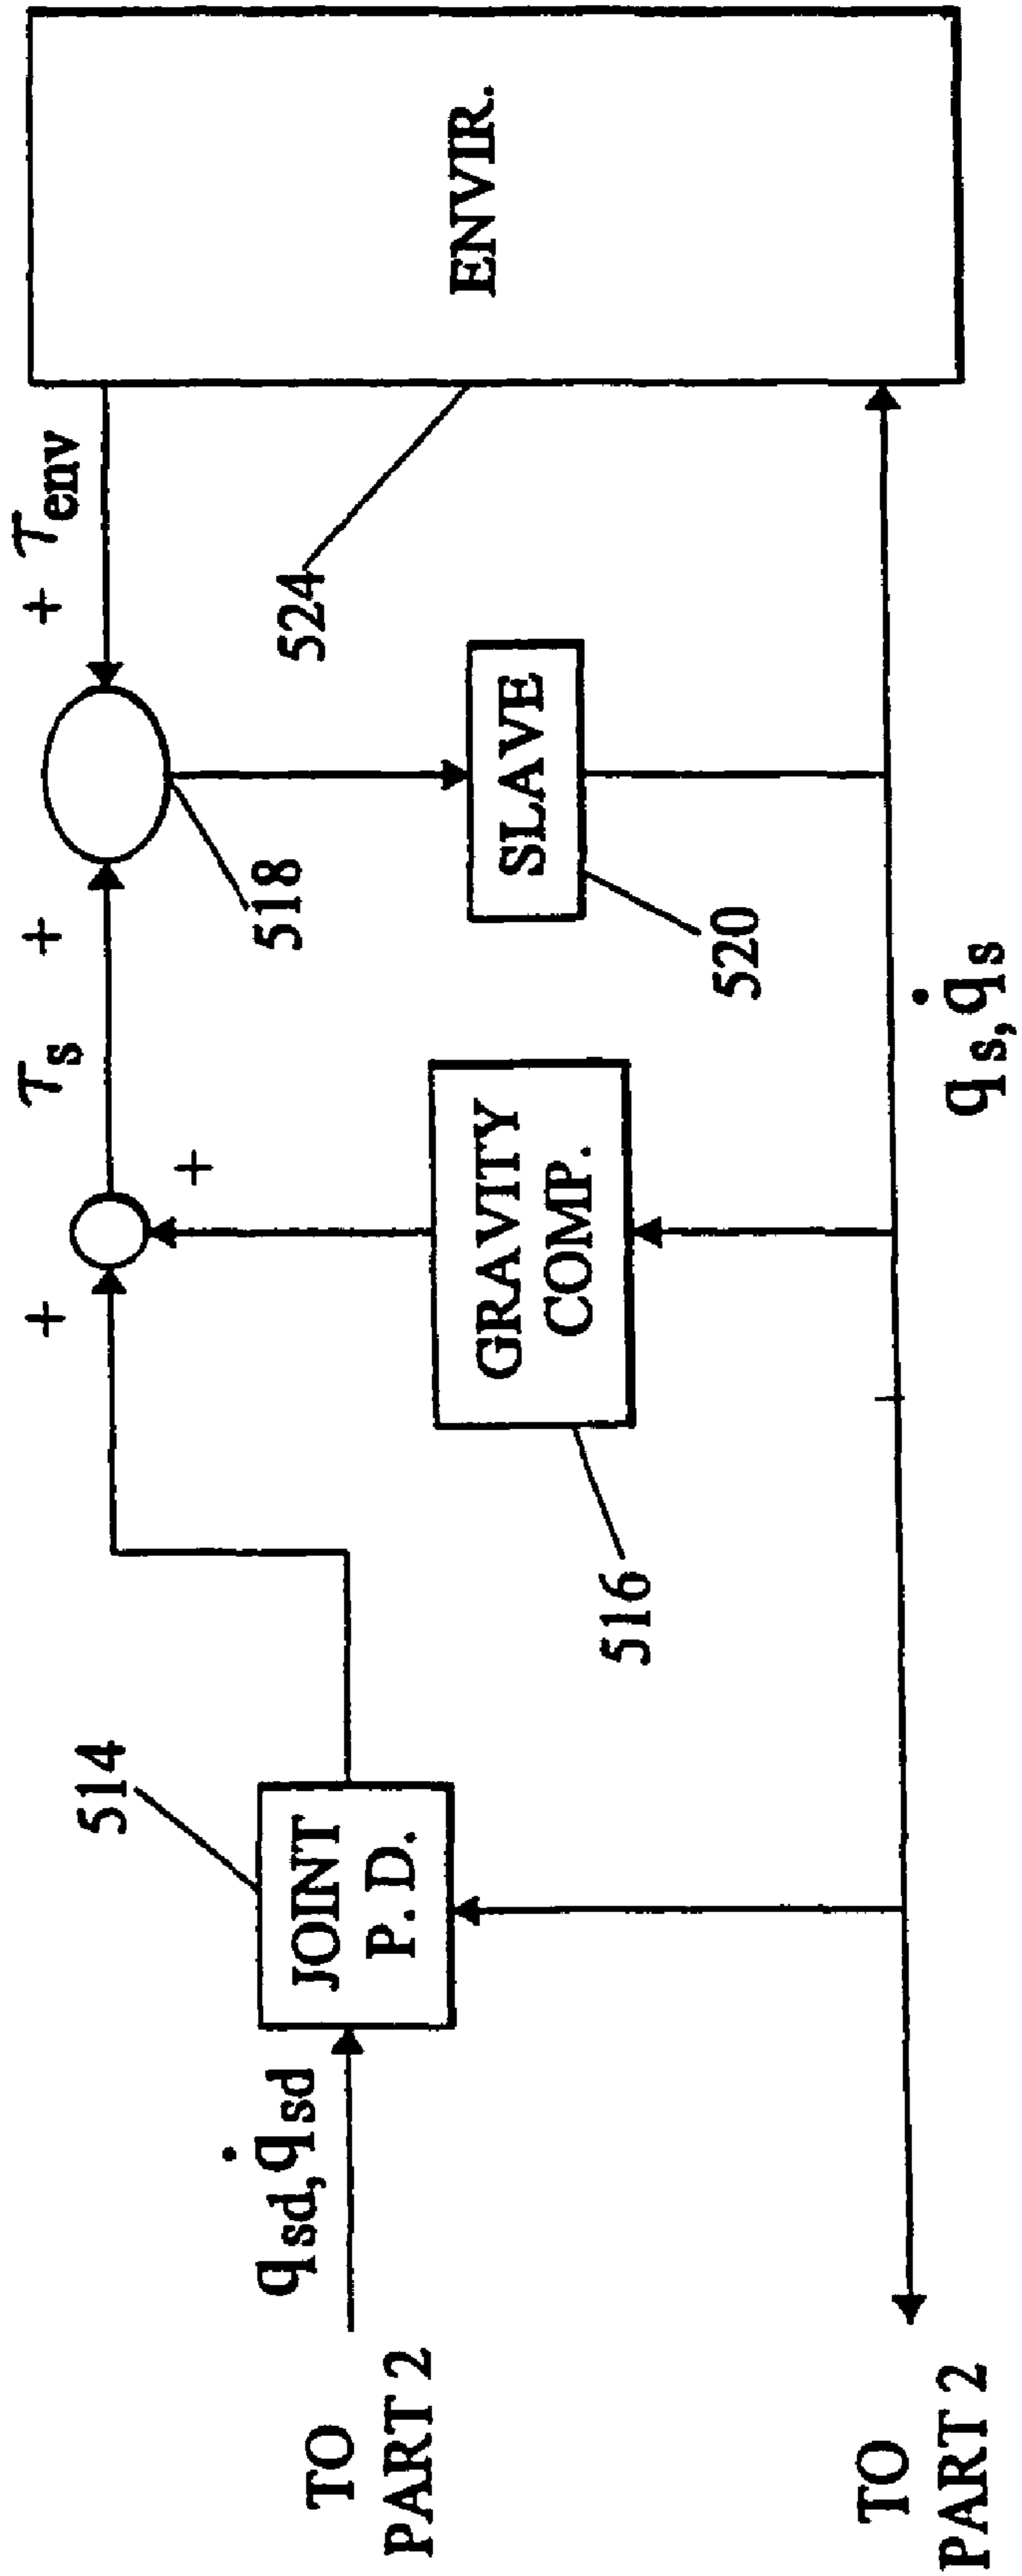 τs + + τenv
+ +
ENVIR.
514
qsd, q̇sd
JOINT
P. D.
TO
PART 2
GRAVITY
COMP.
516
518
SLAVE
520
524
qs, q̇s
TO
PART 2